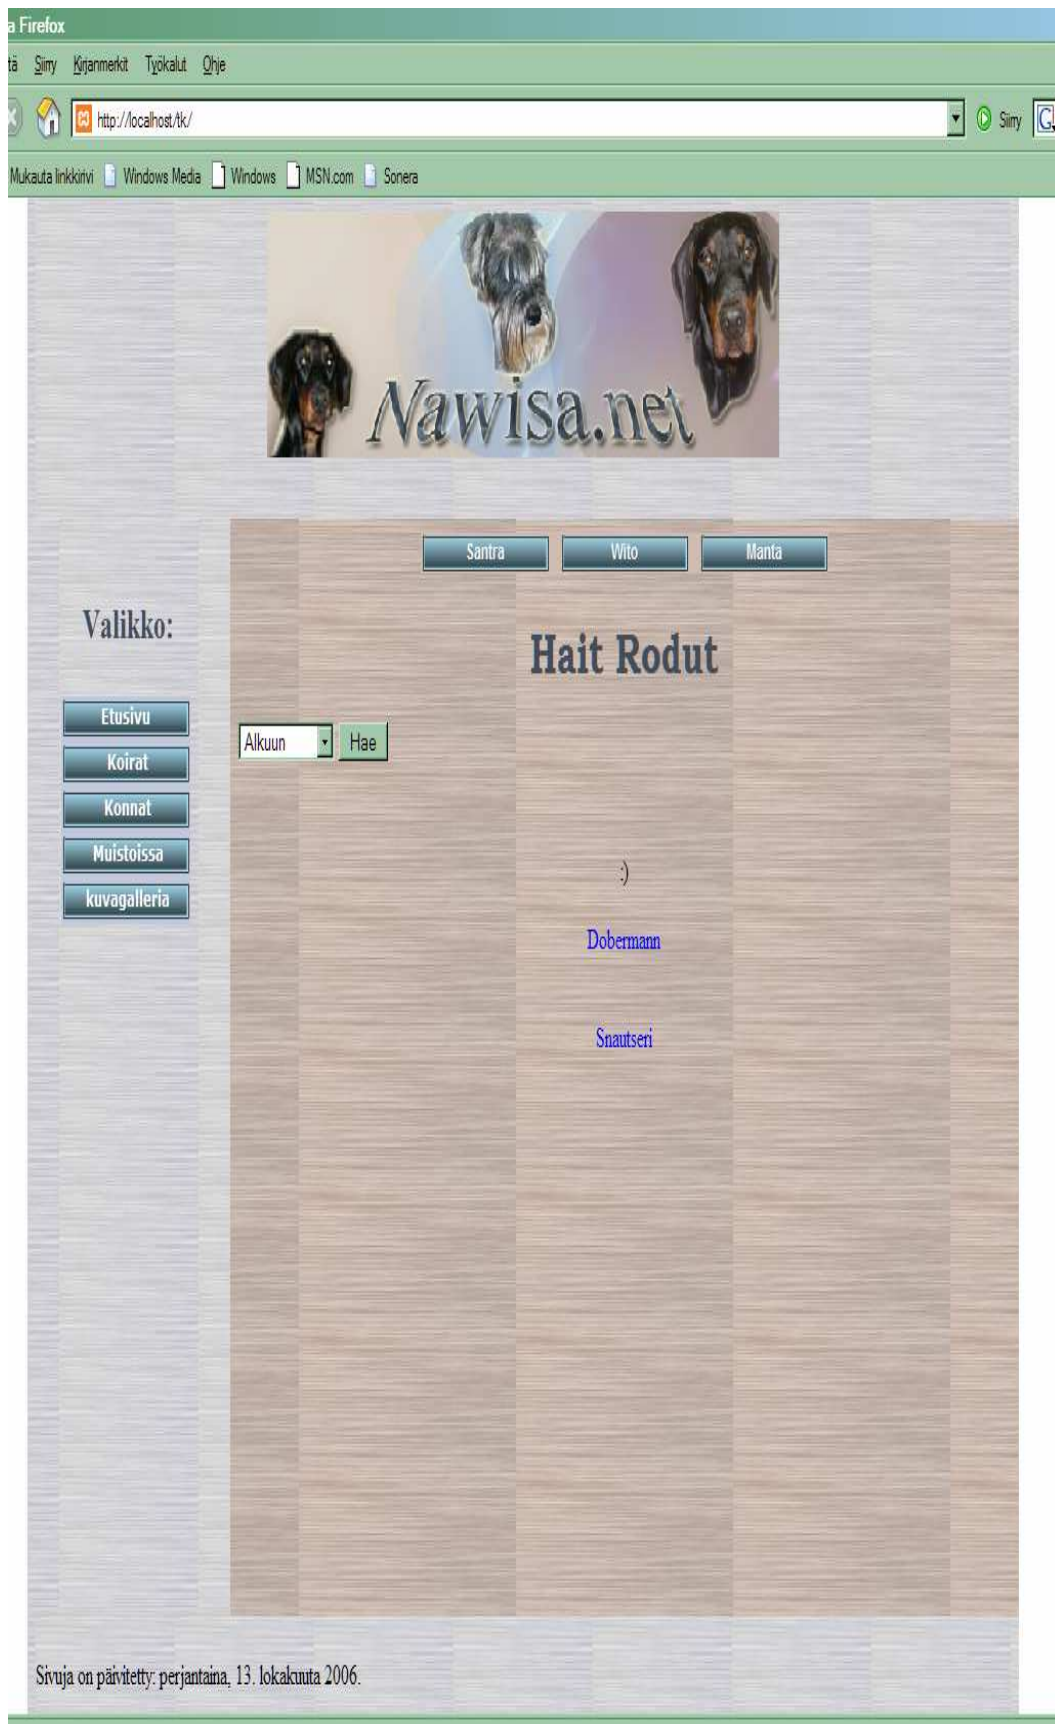 a Firefox
tä Siirry Kirjanmerkit Työkalut Ohje
http://localhost/tk/ Siirry G
Mukauta linkkirivi Windows Media Windows MSN.com Sonera
Nawisa.net
Santra Wito Manta
Valikko:
Hait Rodut
Etusivu
Alkuun Hae
Koirat
Konnat
Muistoissa
:)
kuvagalleria
Dobermann
Snautseri
Sivuja on päivitetty: perjantaina, 13. lokakuuta 2006.